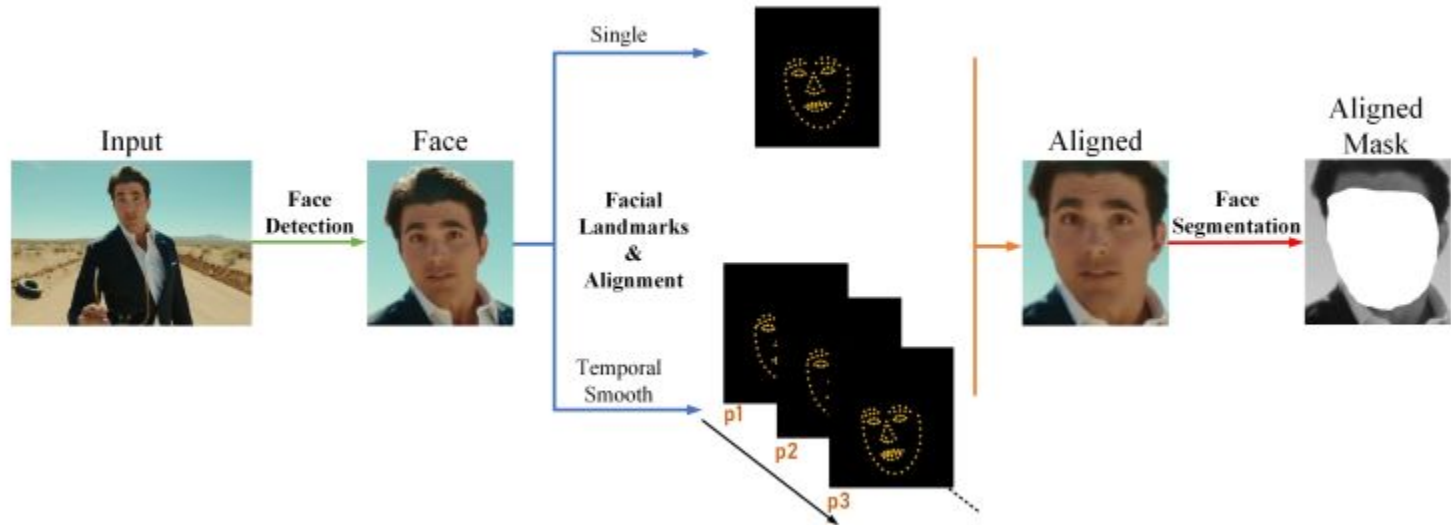 Single
Input
Face
Face
Detection
Facial
Landmarks
&
Alignment
Temporal
Smooth
p1
p2
p3
Aligned
Face
Segmentation
Aligned
Mask